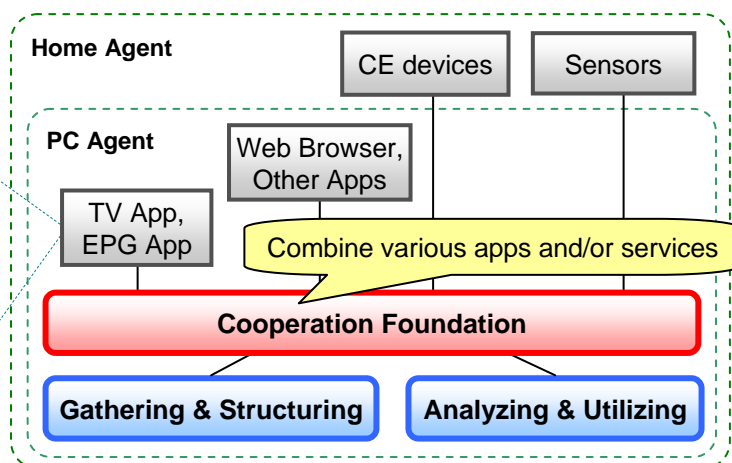 Home Agent
CE devices
Sensors
PC Agent
Web Browser,
Other Apps
TV App,
EPG App
Combine various apps and/or services
Cooperation Foundation
Gathering & Structuring
Analyzing & Utilizing